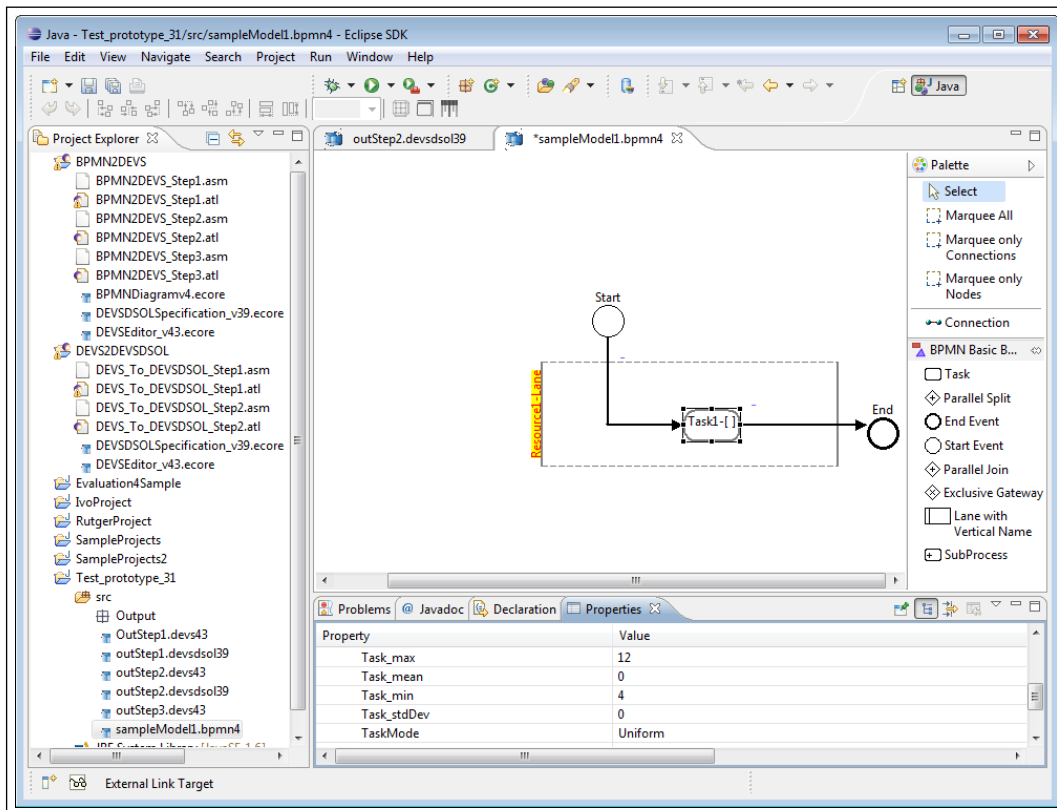 Java - Test_prototype_31/src/sampleModel1.bpmn4 - Eclipse SDK
File Edit View Navigate Search Project Run Window Help
Java
Project Explorer
BPMN2DEVS
BPMN2DEVS_Step1.asm
BPMN2DEVS_Step1.atl
BPMN2DEVS_Step2.asm
BPMN2DEVS_Step2.atl
BPMN2DEVS_Step3.asm
BPMN2DEVS_Step3.atl
BPMNDiagramv4.ecore
DEVSDSOLSpecification_v39.ecore
DEVSEditor_v43.ecore
DEVS2DEVSDSOL
DEVS_To_DEVSDSOL_Step1.asm
DEVS_To_DEVSDSOL_Step1.atl
DEVS_To_DEVSDSOL_Step2.asm
DEVS_To_DEVSDSOL_Step2.atl
DEVSDSOLSpecification_v39.ecore
DEVSEditor_v43.ecore
Evaluation4Sample
IvoProject
RutgerProject
SampleProjects
SampleProjects2
Test_prototype_31
src
Output
OutStep1.devs43
outStep1.devsdsol39
outStep2.devs43
outStep2.devsdsol39
outStep3.devs43
sampleModel1.bpmn4
JRE System Library [JavaSE-1.6]
outStep2.devsdsol39
*sampleModel1.bpmn4
Start
Resource1-Lane
Task1-[ ]
End
Palette
Select
Marquee All
Marquee only
Connections
Marquee only
Nodes
Connection
BPMN Basic B...
Task
Parallel Split
End Event
Start Event
Parallel Join
Exclusive Gateway
Lane with
Vertical Name
SubProcess
Problems @ Javadoc Declaration Properties
Property Value
Task_max 12
Task_mean 0
Task_min 4
Task_stdDev 0
TaskMode Uniform
External Link Target